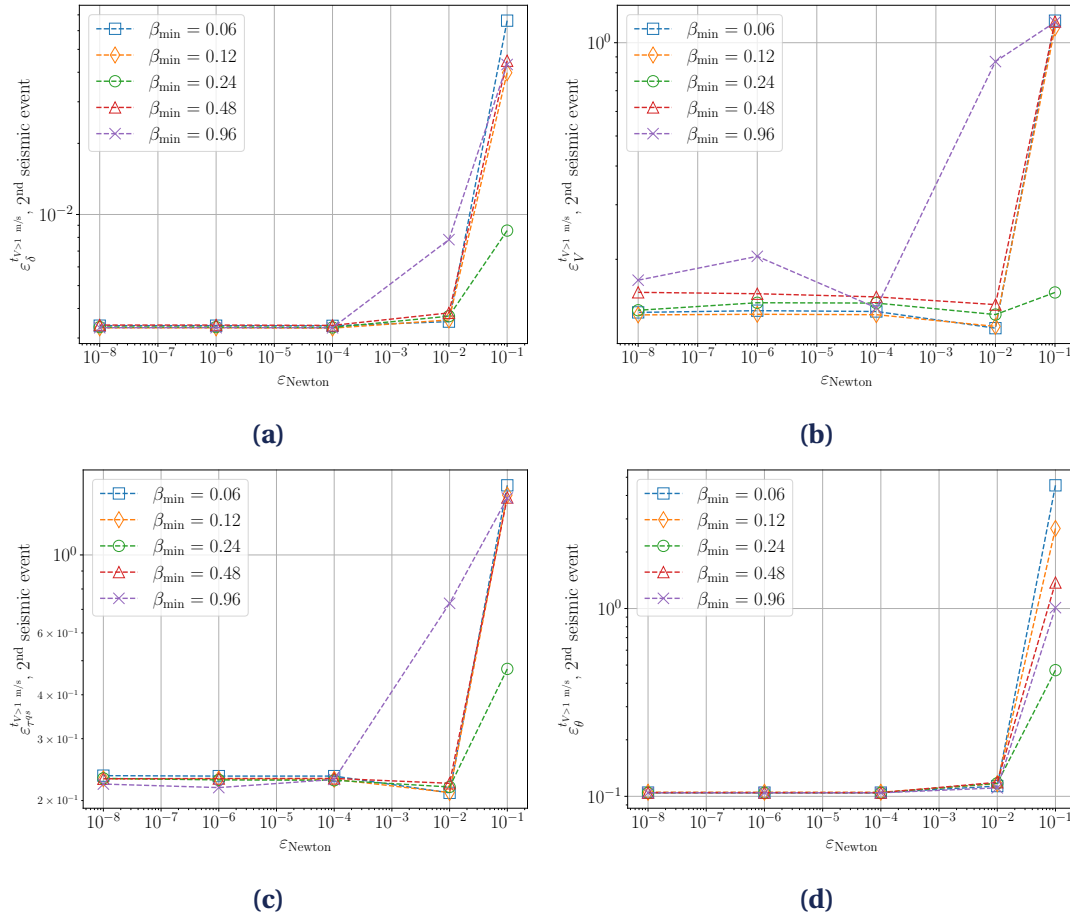 ε_δ^{t_{V>1 m/s}}, 2nd seismic event
β_min = 0.06
β_min = 0.12
β_min = 0.24
β_min = 0.48
β_min = 0.96
10^−2
10^−8 10^−7 10^−6 10^−5 10^−4 10^−3 10^−2 10^−1
ε_Newton
(a)
ε_V^{t_{V>1 m/s}}, 2nd seismic event
β_min = 0.06
β_min = 0.12
β_min = 0.24
β_min = 0.48
β_min = 0.96
10^0
10^−8 10^−7 10^−6 10^−5 10^−4 10^−3 10^−2 10^−1
ε_Newton
(b)
ε_{τ^{qs}}^{t_{V>1 m/s}}, 2nd seismic event
β_min = 0.06
β_min = 0.12
β_min = 0.24
β_min = 0.48
β_min = 0.96
10^0
6 × 10^−1
4 × 10^−1
3 × 10^−1
2 × 10^−1
10^−8 10^−7 10^−6 10^−5 10^−4 10^−3 10^−2 10^−1
ε_Newton
(c)
ε_θ^{t_{V>1 m/s}}, 2nd seismic event
β_min = 0.06
β_min = 0.12
β_min = 0.24
β_min = 0.48
β_min = 0.96
10^0
10^−1
10^−8 10^−7 10^−6 10^−5 10^−4 10^−3 10^−2 10^−1
ε_Newton
(d)